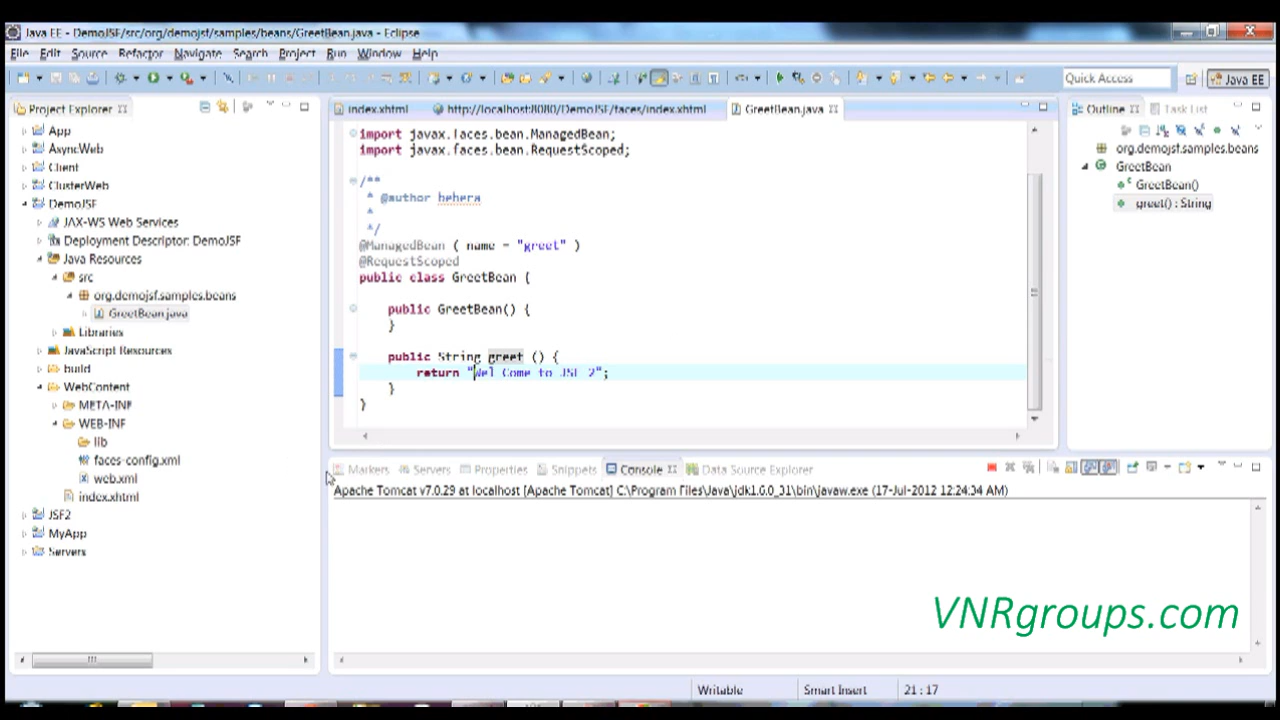 Java EE - DemoJSF/src/org/demojsf/samples/beans/GreetBean.java - Eclipse
File Edit Source Refactor Navigate Search Project Run Window Help
Quick Access
Java EE
Project Explorer
App
AsyncWeb
Client
ClusterWeb
DemoJSF
JAX-WS Web Services
Deployment Descriptor: DemoJSF
Java Resources
src
org.demojsf.samples.beans
GreetBean.java
Libraries
JavaScript Resources
build
WebContent
META-INF
WEB-INF
lib
faces-config.xml
web.xml
index.xhtml
JSF2
MyApp
Servers
index.xhtml http://localhost:8080/DemoJSF/faces/index.xhtml GreetBean.java
import javax.faces.bean.ManagedBean;
import javax.faces.bean.RequestScoped;
/**
* @author behera
*
*/
@ManagedBean ( name = "greet" )
@RequestScoped
public class GreetBean {
public GreetBean() {
}
public String greet () {
return "Wel Come to JSF 2";
}
}
Outline Task List
org.demojsf.samples.beans
GreetBean
GreetBean()
greet() : String
Markers Servers Properties Snippets Console Data Source Explorer
Apache Tomcat v7.0.29 at localhost [Apache Tomcat] C:\Program Files\Java\jdk1.6.0_31\bin\javaw.exe (17-Jul-2012 12:24:34 AM)
VNRgroups.com
Writable Smart Insert 21 : 17